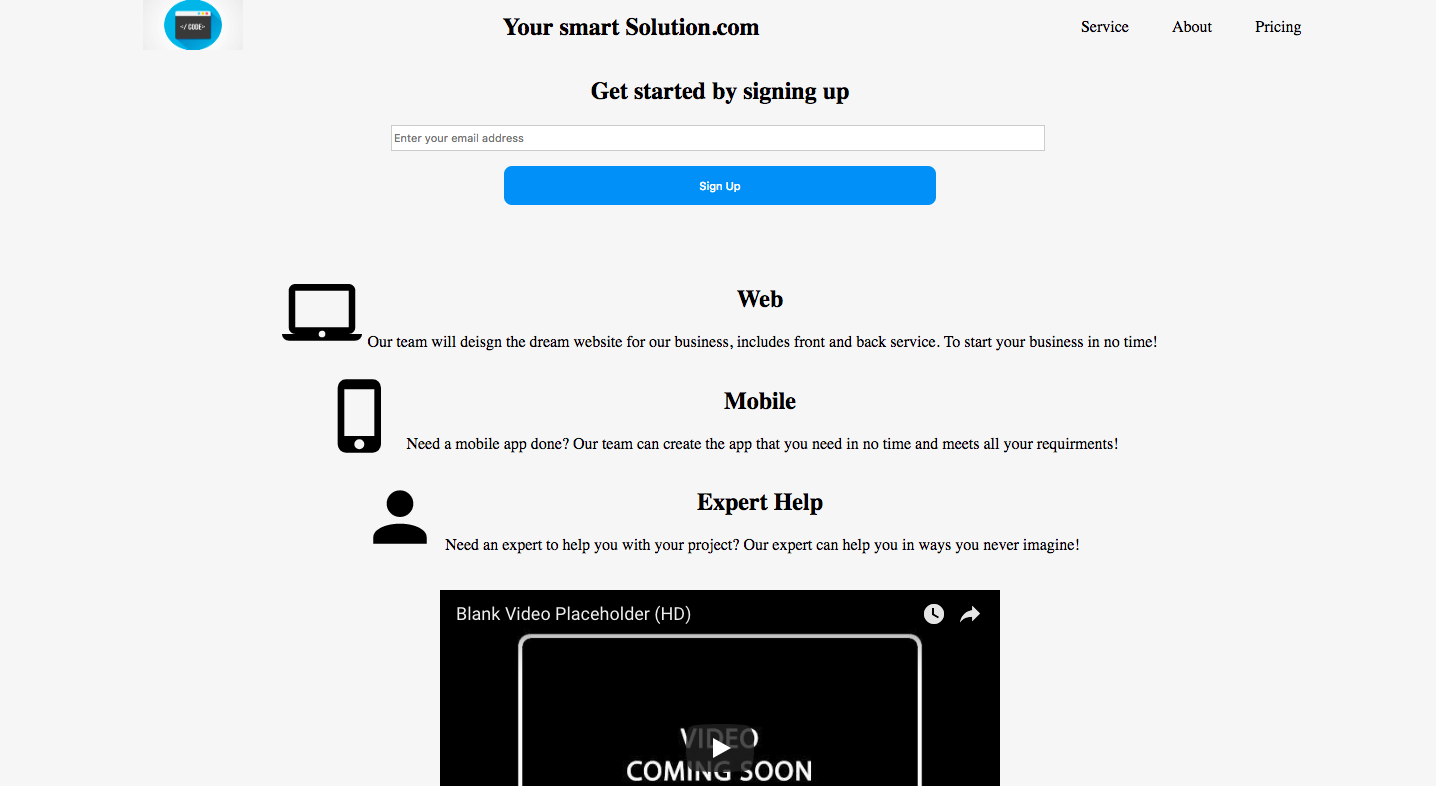 </ CODE>
Your smart Solution.com
Service
About
Pricing
Get started by signing up
Enter your email address
Sign Up
Web
Our team will deisgn the dream website for our business, includes front and back service. To start your business in no time!
Mobile
Need a mobile app done? Our team can create the app that you need in no time and meets all your requirments!
Expert Help
Need an expert to help you with your project? Our expert can help you in ways you never imagine!
Blank Video Placeholder (HD)
VIDEO
COMING SOON